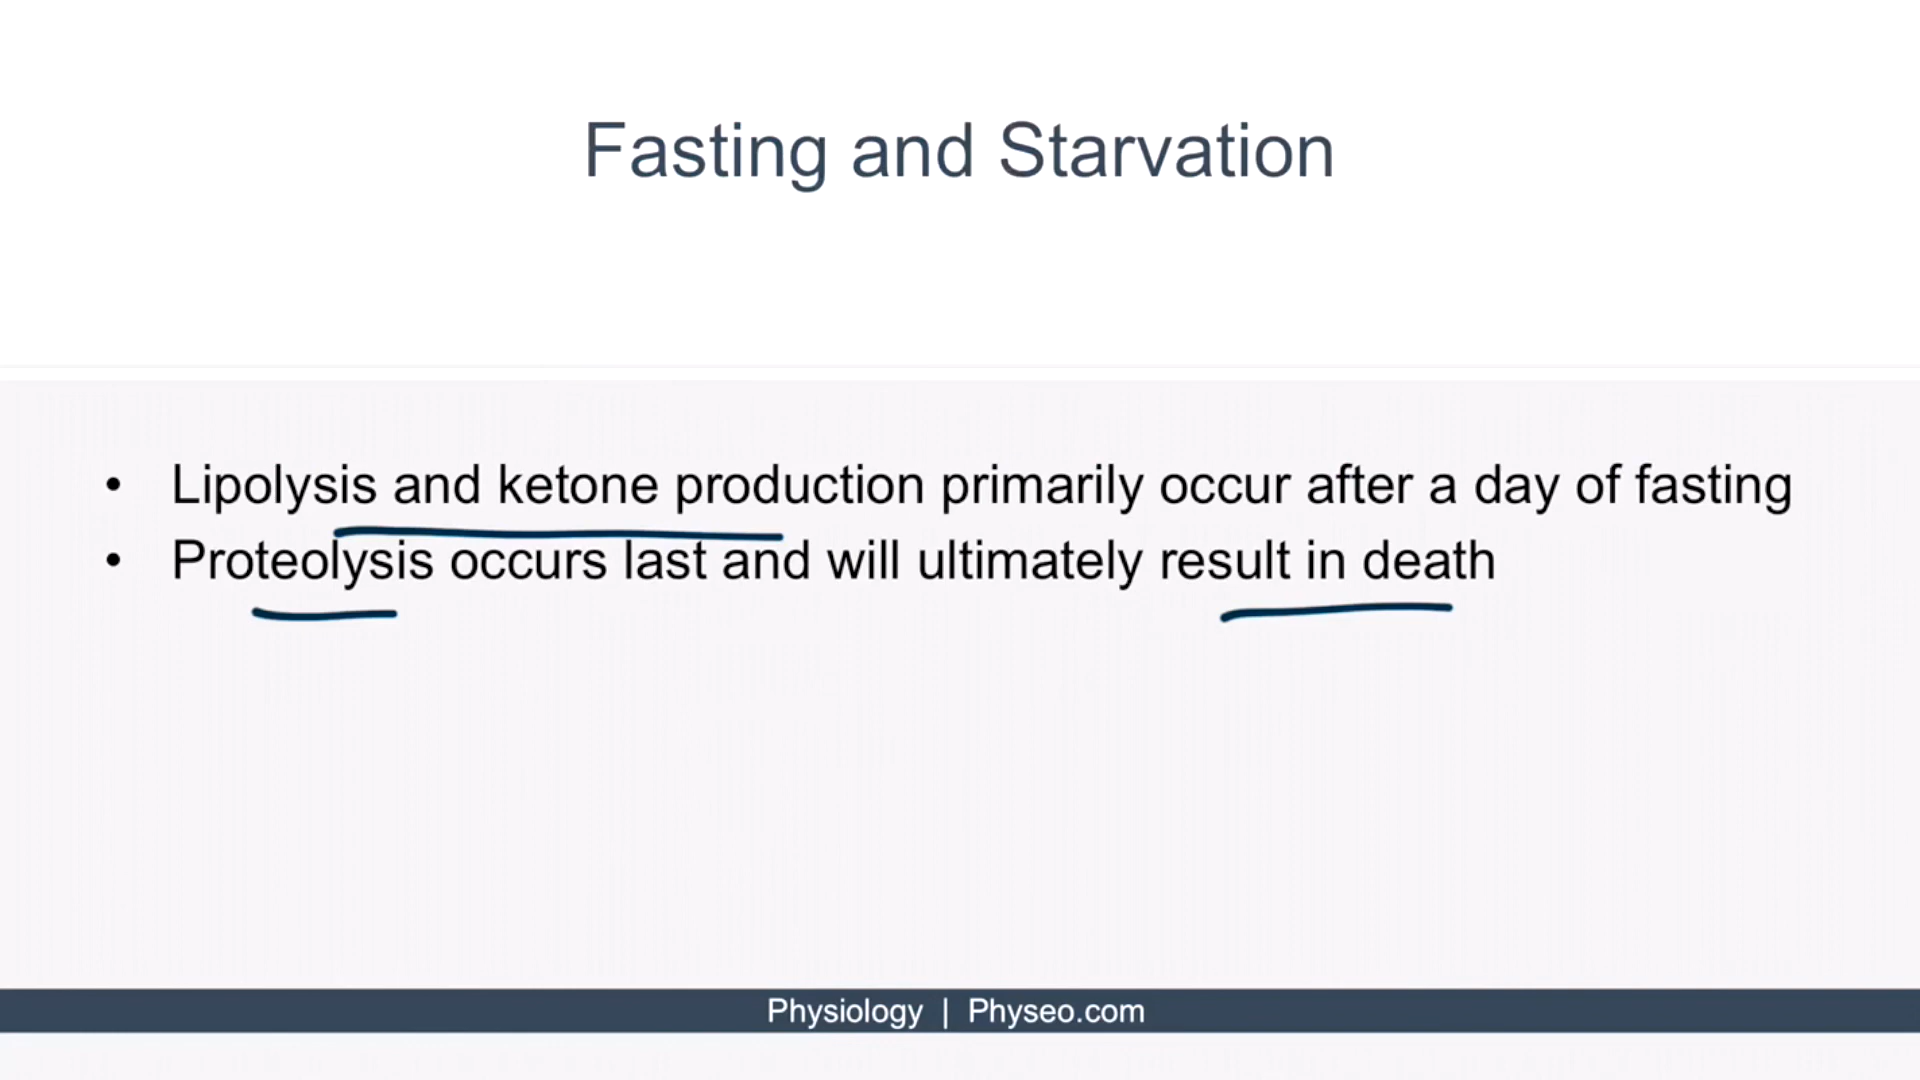 Fasting and Starvation
• Lipolysis and ketone production primarily occur after a day of fasting
• Proteolysis occurs last and will ultimately result in death
Physiology | Physeo.com